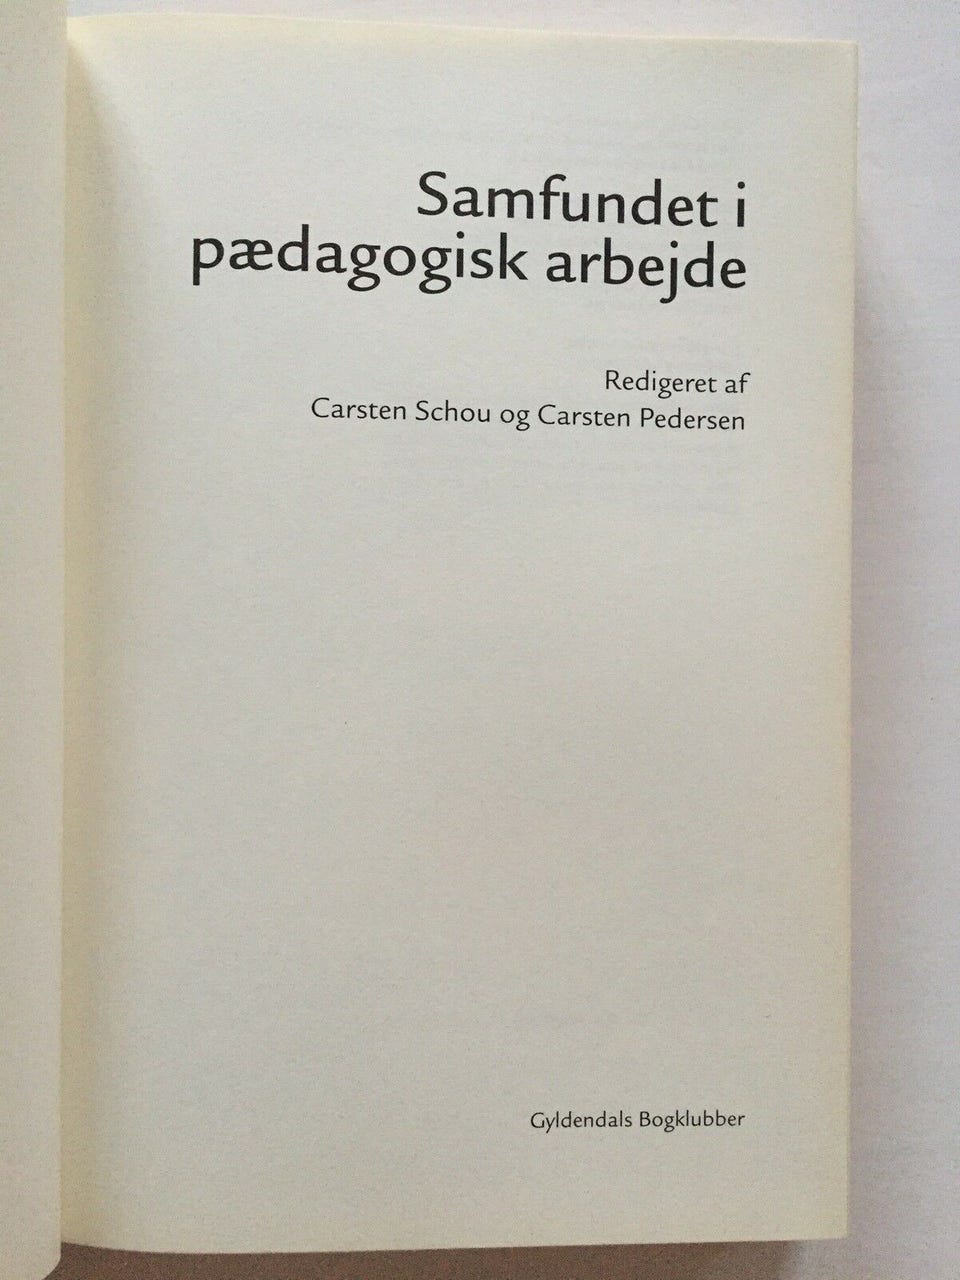 Samfundet i
pædagogisk arbejde
Redigeret af
Carsten Schou og Carsten Pedersen
Gyldendals Bogklubber